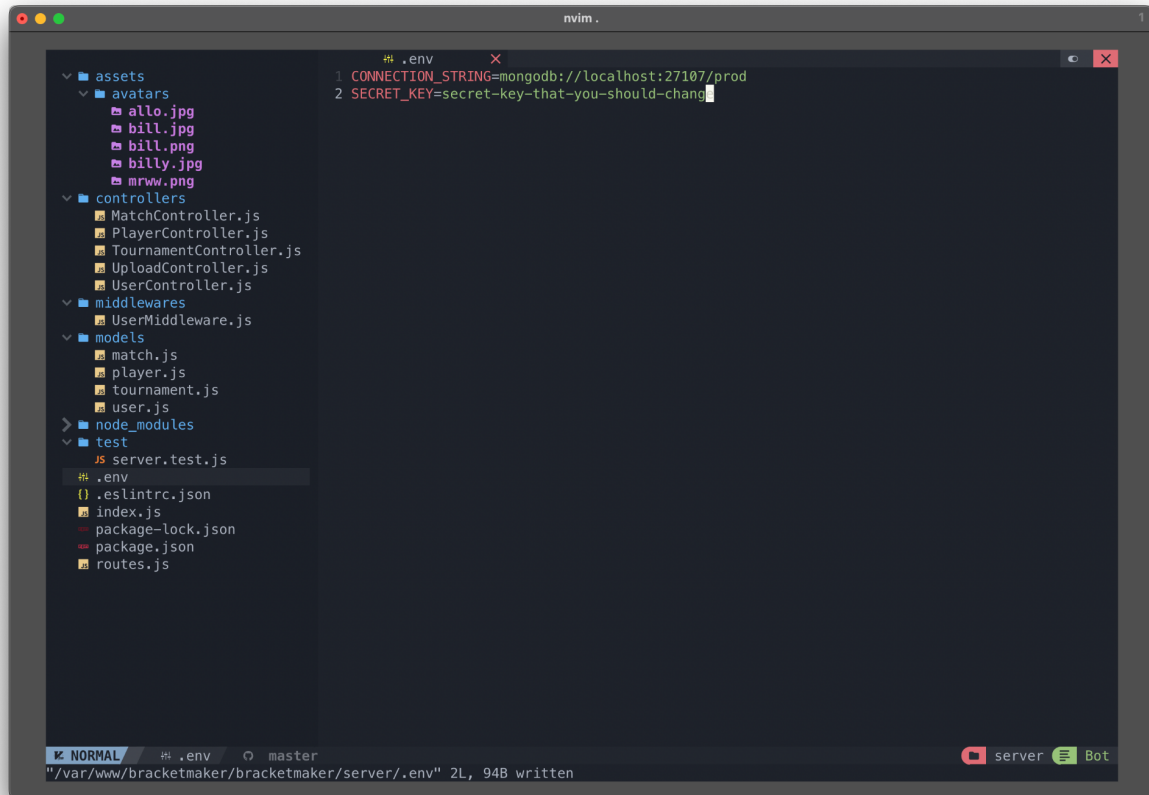 nvim .
1
.env
assets
avatars
allo.jpg
bill.jpg
bill.png
billy.jpg
mrww.png
controllers
MatchController.js
PlayerController.js
TournamentController.js
UploadController.js
UserController.js
middlewares
UserMiddleware.js
models
match.js
player.js
tournament.js
user.js
node_modules
test
JS server.test.js
.env
{} .eslintrc.json
index.js
package-lock.json
package.json
routes.js
1 CONNECTION_STRING=mongodb://localhost:27107/prod
2 SECRET_KEY=secret-key-that-you-should-change
NORMAL .env master server Bot
"/var/www/bracketmaker/bracketmaker/server/.env" 2L, 94B written